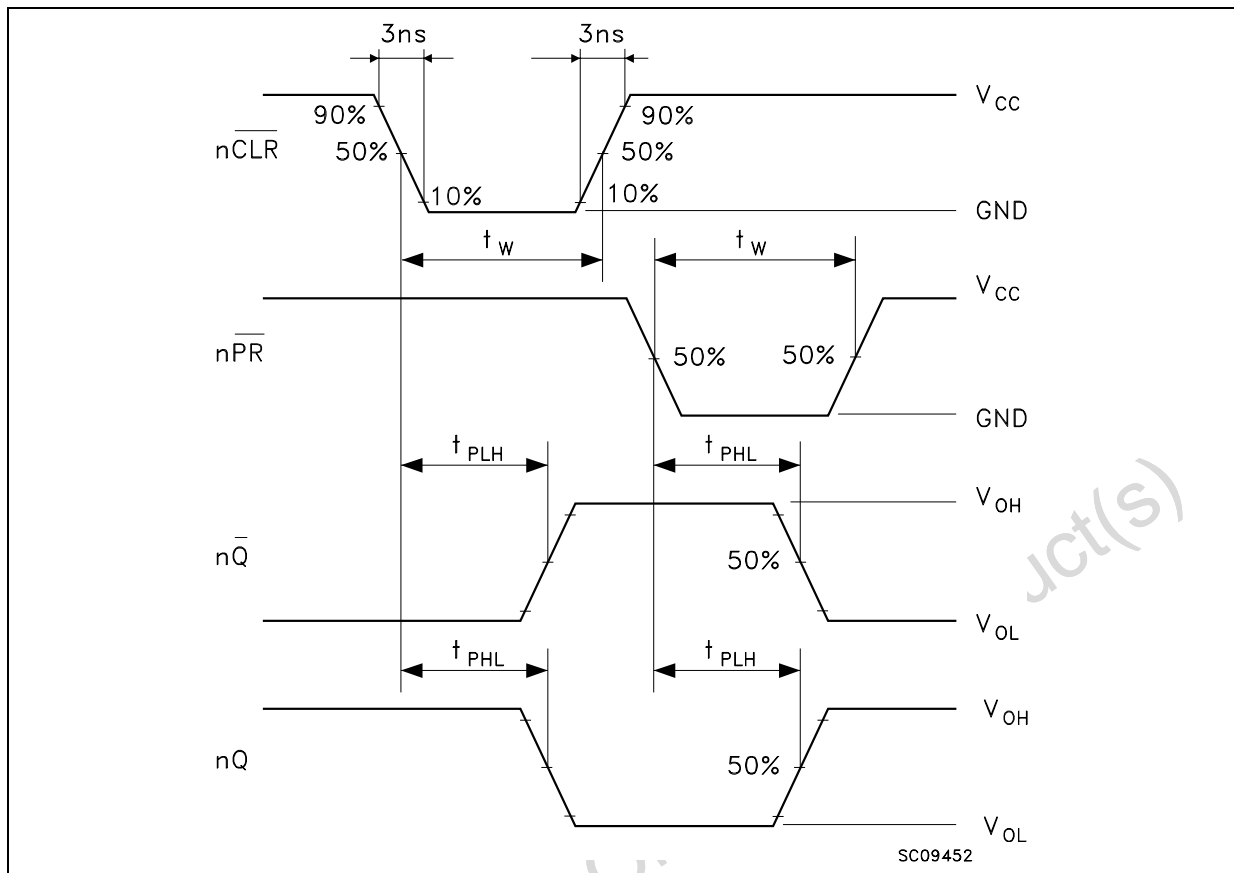 3ns 3ns
V CC
90% 90%
nCLR 50% 50%
10% 10%
GND
t W t W
V CC
nPR 50% 50%
GND
t PLH t PHL
V OH
nQ 50%
uct(s)
V OL
t PHL t PLH
V OH
nQ 50%
V OL
SC09452